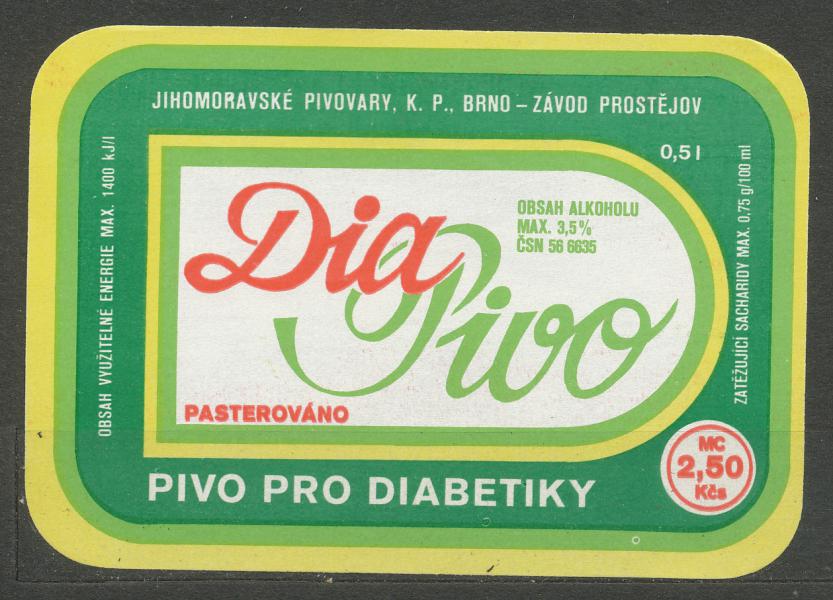 JIHOMORAVSKÉ PIVOVARY, K. P., BRNO – ZÁVOD PROSTĚJOV
0,5 l
OBSAH VYUŽITELNÉ ENERGIE MAX. 1400 kJ/l
Dia
Pivo
OBSAH ALKOHOLU
MAX. 3,5 %
ČSN 56 6635
ZATĚŽUJÍCÍ SACHARIDY MAX. 0,75 g/100 ml
PASTEROVÁNO
PIVO PRO DIABETIKY
MC
2,50
Kčs